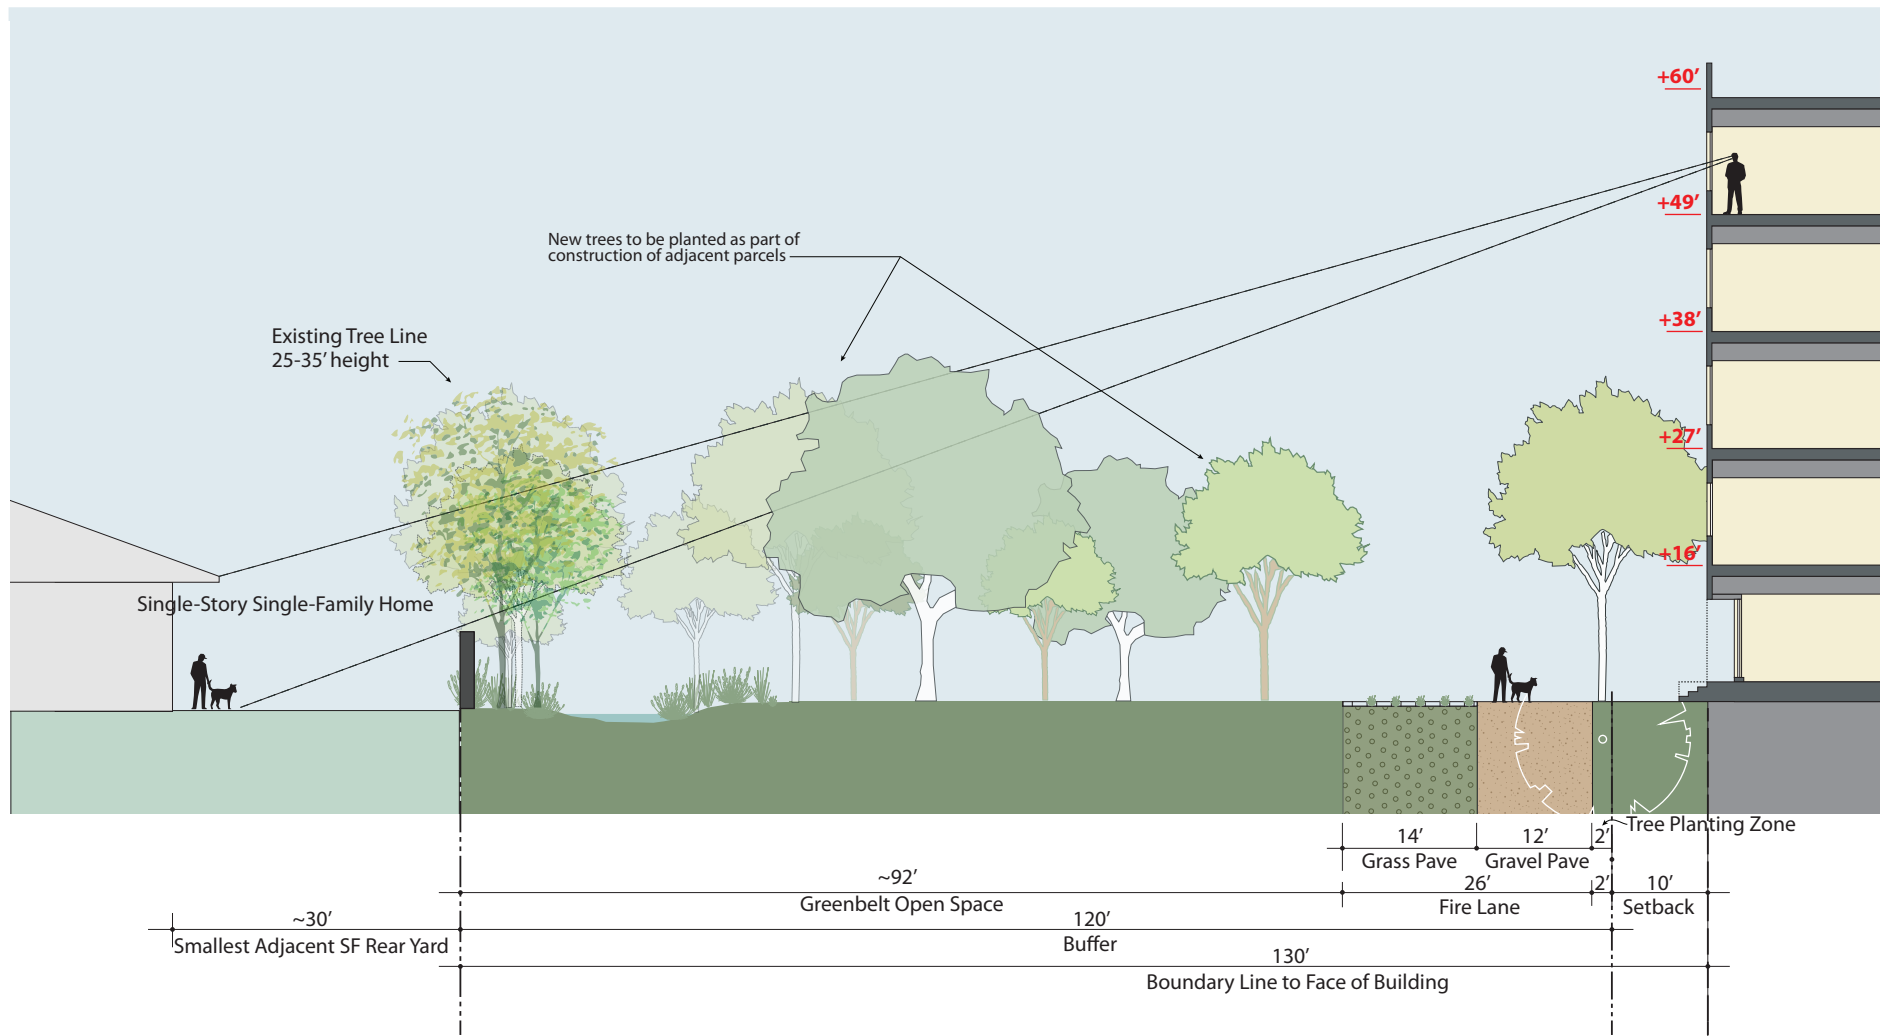 +60’
+49’
New trees to be planted as part of
construction of adjacent parcels
+38’
Existing Tree Line
25-35’ height
+27’
+16’
Single-Story Single-Family Home
Tree Planting Zone
14’
12’
2’
Grass Pave
Gravel Pave
~92’
26’
2’
10’
Greenbelt Open Space
Fire Lane
Setback
~30’
120’
Smallest Adjacent SF Rear Yard
Buffer
130’
Boundary Line to Face of Building